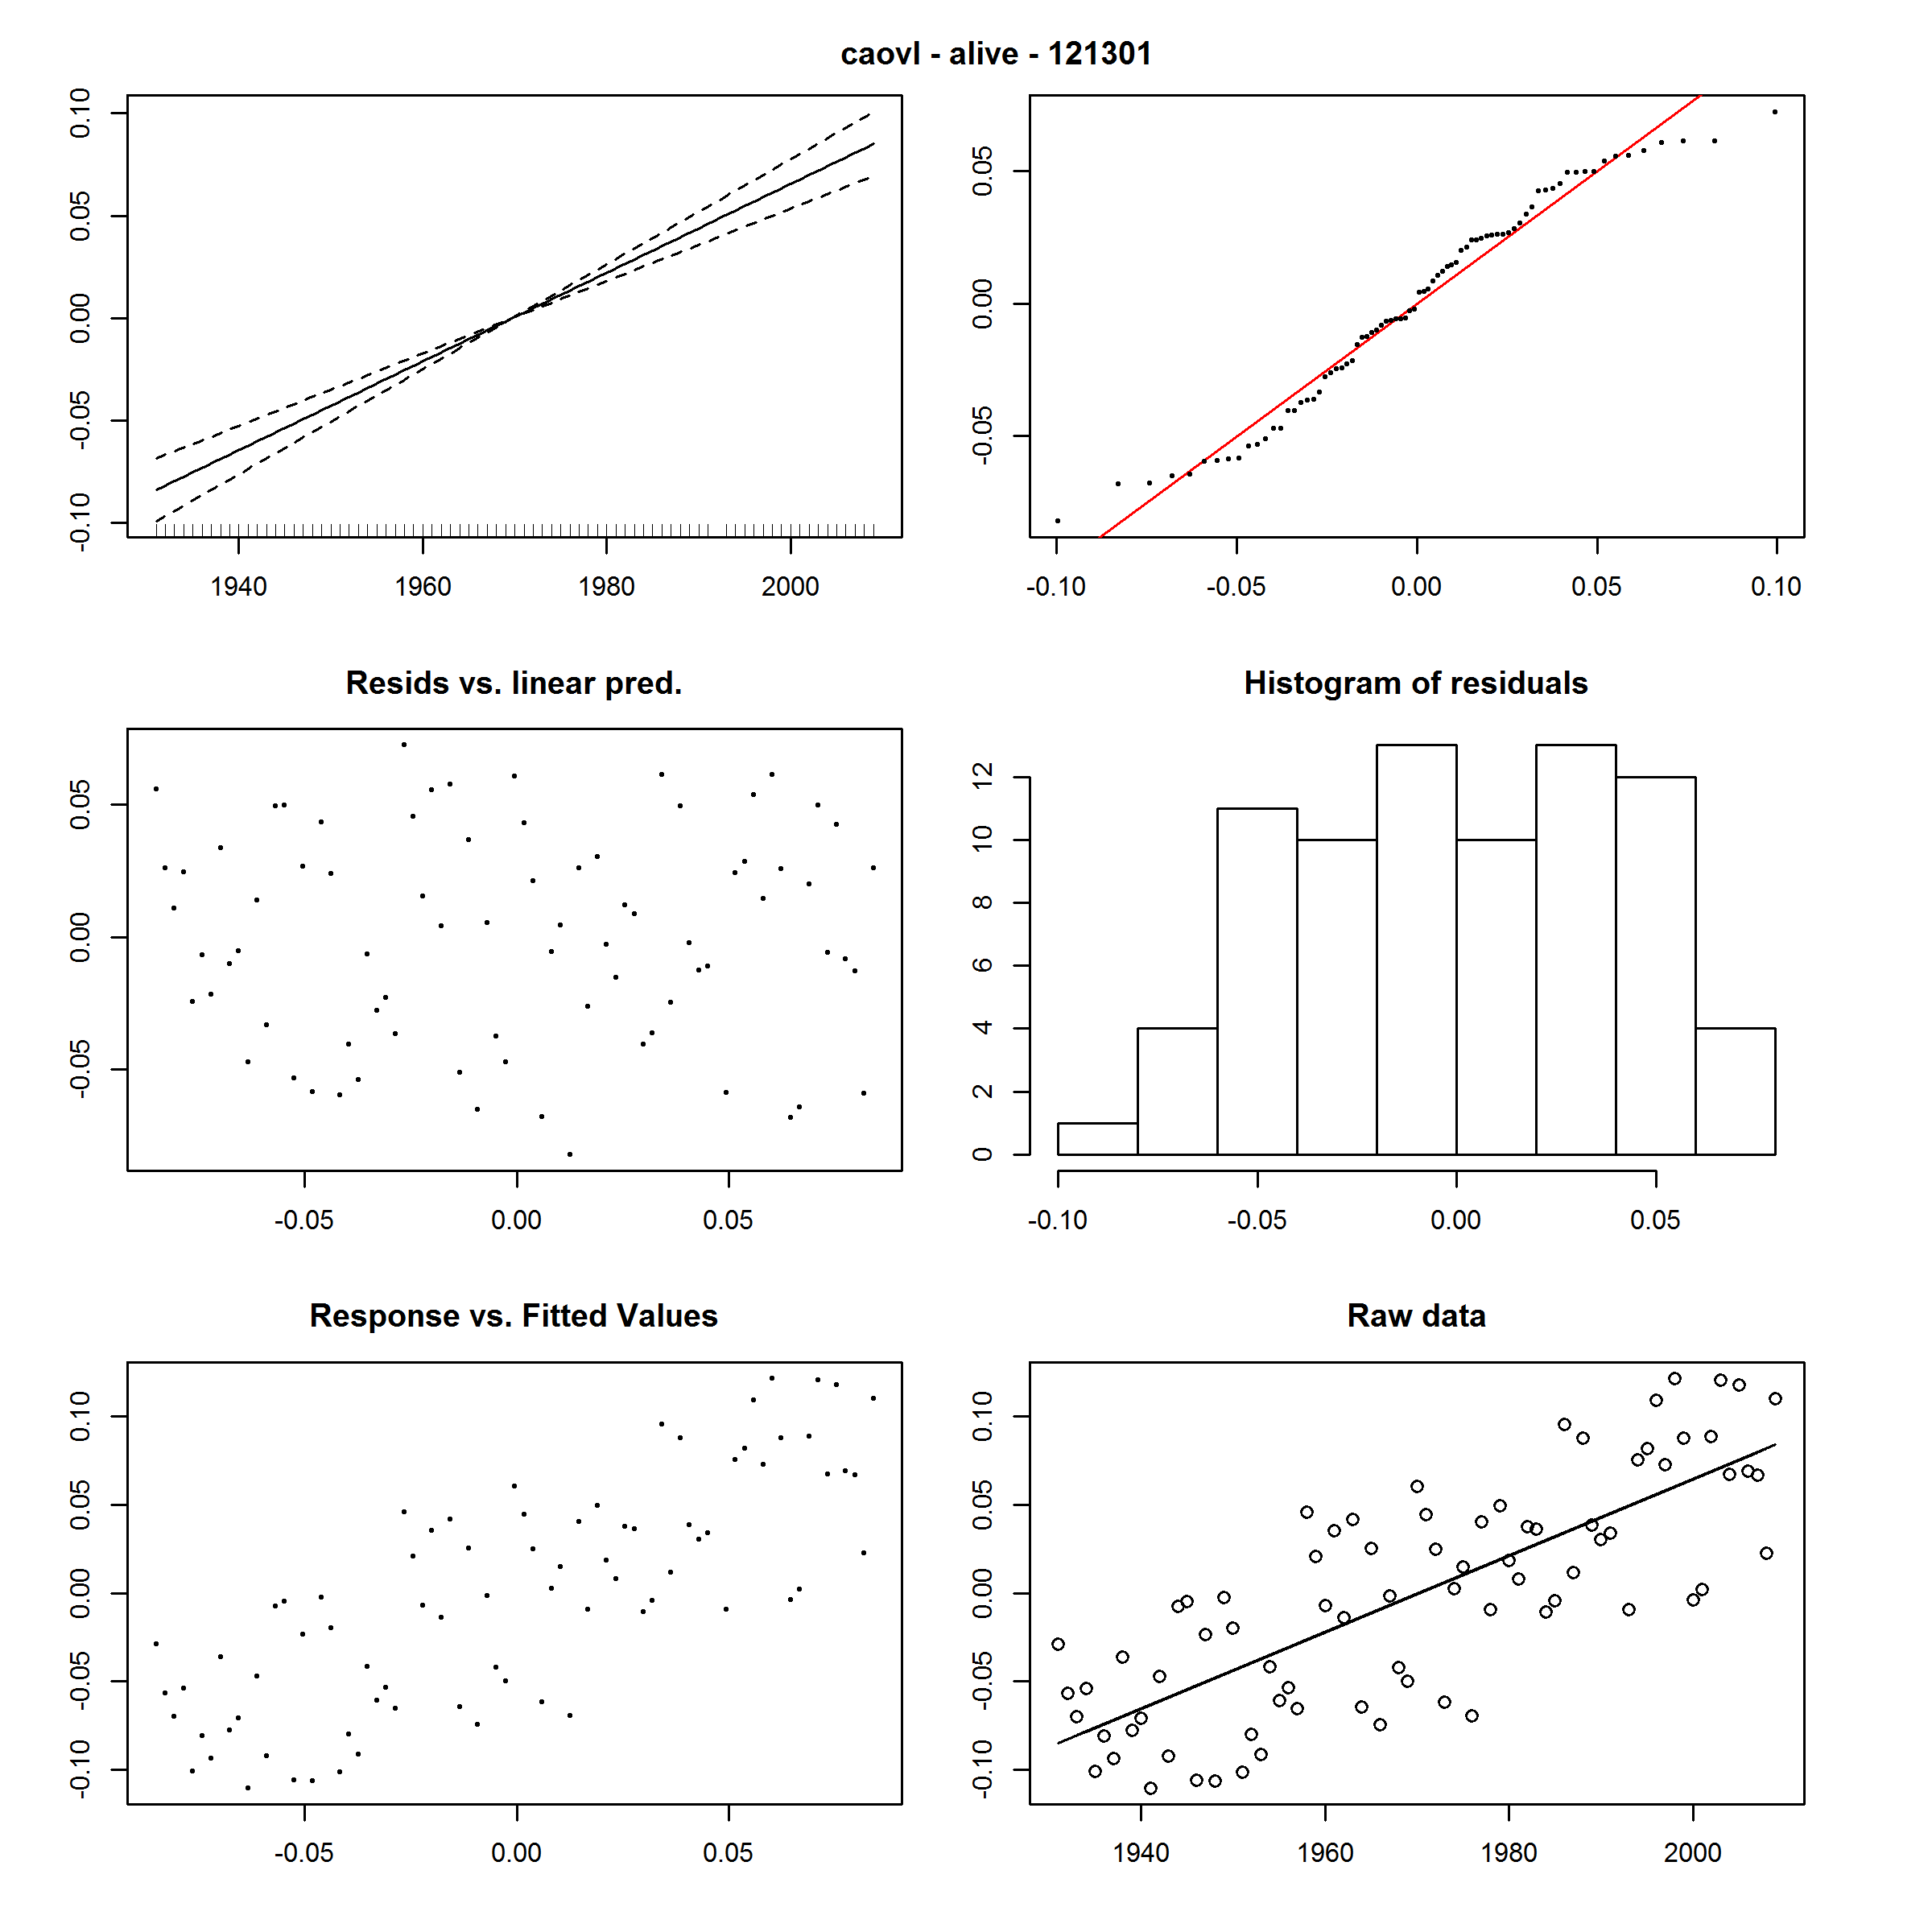 caovl - alive - 121301
0.10
0.05
0.00
-0.05
-0.10
1940 1960 1980 2000
0.05
0.00
-0.05
-0.10 -0.05 0.00 0.05 0.10
Resids vs. linear pred.
0.05
0.00
-0.05
-0.05 0.00 0.05
Histogram of residuals
12
10
8
6
4
2
0
-0.10 -0.05 0.00 0.05
Response vs. Fitted Values
0.10
0.05
0.00
-0.05
-0.10
-0.05 0.00 0.05
Raw data
0.10
0.05
0.00
-0.05
-0.10
1940 1960 1980 2000